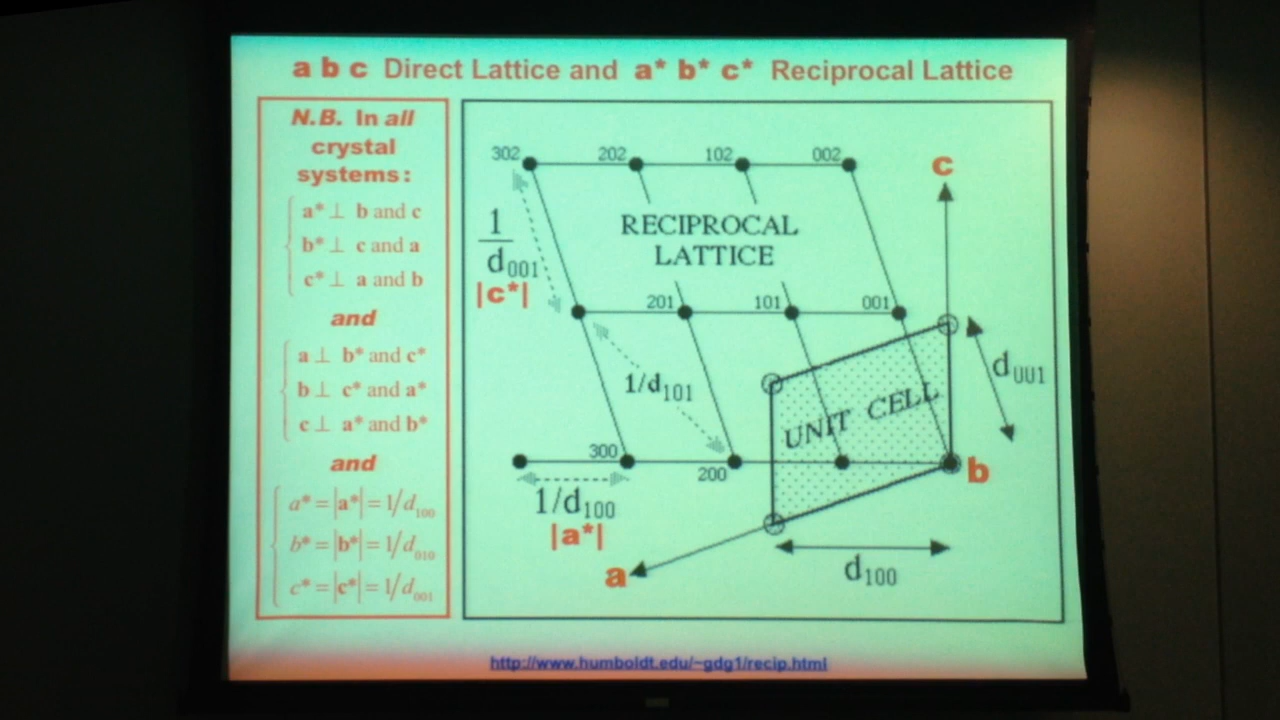 a b c Direct Lattice and a* b* c* Reciprocal Lattice
N.B. In all
crystal
systems:
a* ⊥ b and c
b* ⊥ c and a
c* ⊥ a and b
and
a ⊥ b* and c*
b ⊥ c* and a*
c ⊥ a* and b*
and
a* = |a*| = 1/d100
b* = |b*| = 1/d010
c* = |c*| = 1/d001
302 202 102 002
c
1
d001
|c*|
RECIPROCAL
LATTICE
201 101 001
d001
1/d101
UNIT CELL
300
200
b
1/d100
|a*|
a
d100
http://www.humboldt.edu/~gdg1/recip.html